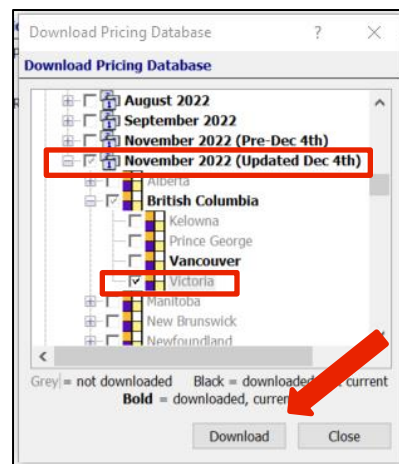 Download Pricing Database ?
Download Pricing Database
August 2022
September 2022
November 2022 (Pre-Dec 4th)
November 2022 (Updated Dec 4th)
Alberta
British Columbia
Kelowna
Prince George
Vancouver
Victoria
Manitoba
New Brunswick
Newfoundland
Grey = not downloaded Black = downloaded, current
Bold = downloaded,
Download Close